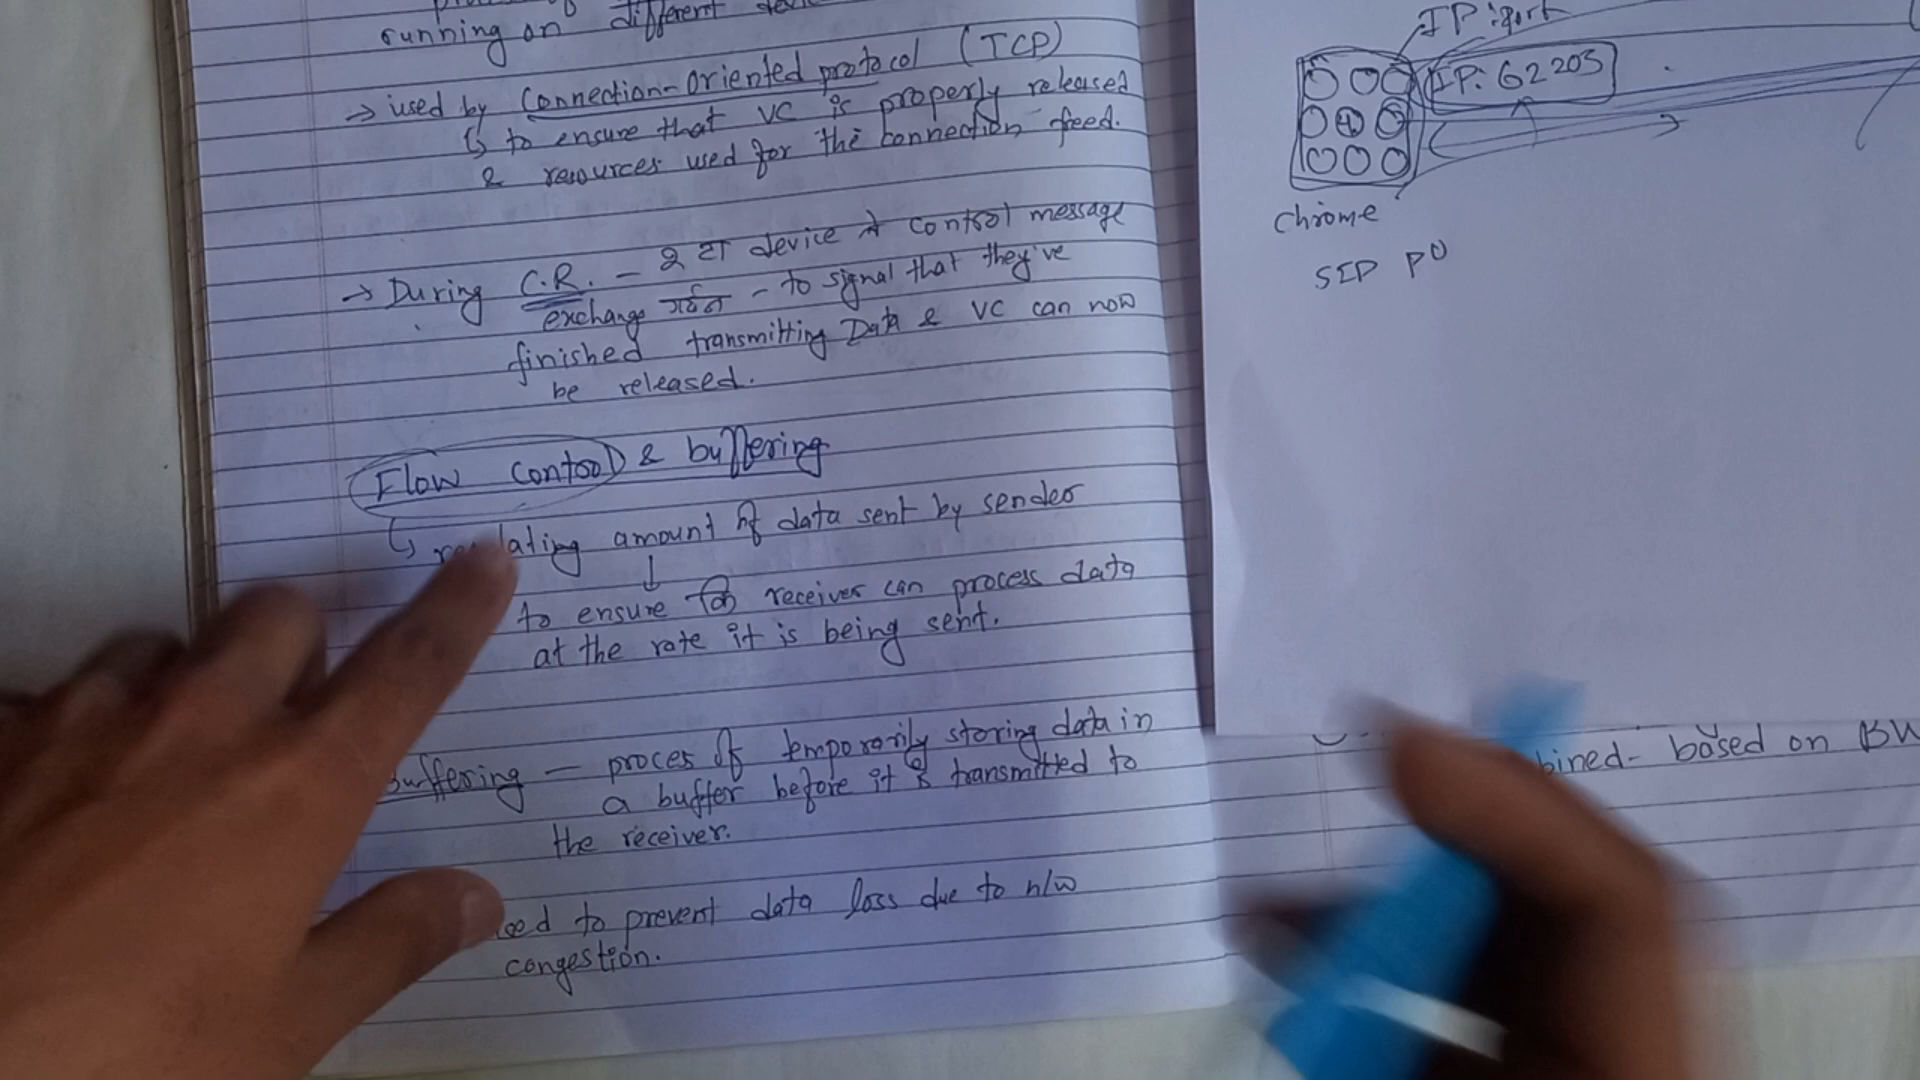 running on different
→ used by Connection-oriented protocol (TCP)
↳ to ensure that VC is properly released
& resources used for the connection freed.
→ During C.R. - 2 या device ने control message
exchange गर्दछन - to signal that they've
finished transmitting Data & VC can now
be released.
Flow Control & buffering
↳ regulating amount of data sent by sender
↓
to ensure receiver can process data
at the rate it is being sent.
Buffering — proces of temporarily storing data in
a buffer before it is transmitted to
the receiver.
used to prevent data loss due to n/w
congestion.
IP:port
IP: 62205
Chrome
SIP PO
bined- based on BW